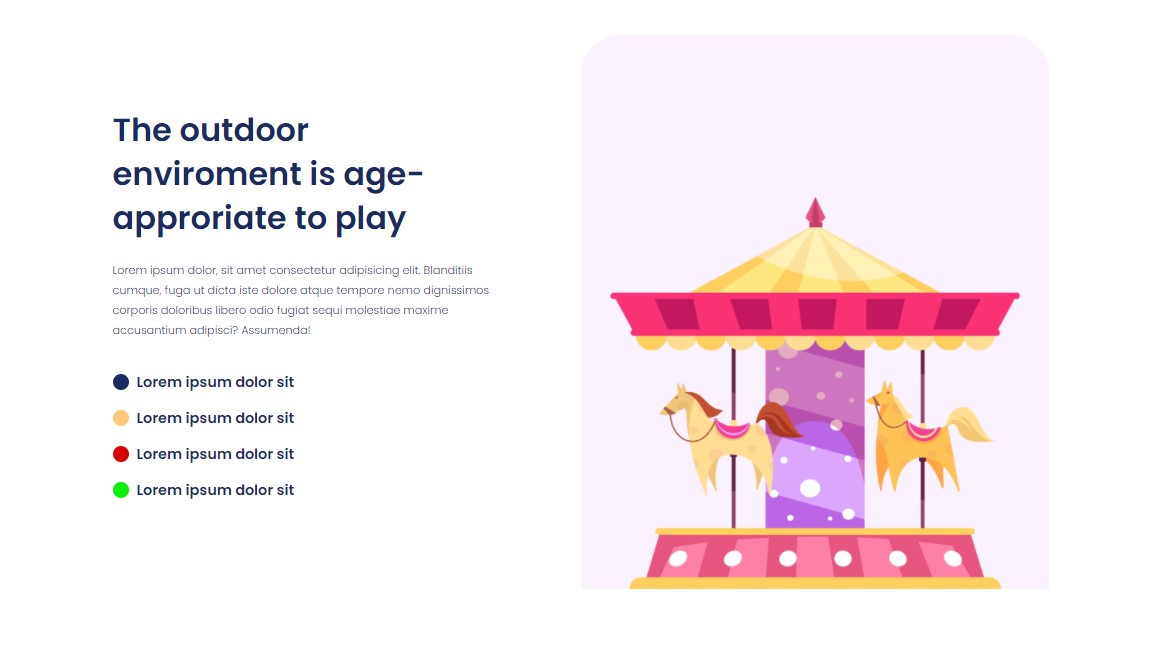 The outdoor
enviroment is age-
approriate to play
Lorem ipsum dolor, sit amet consectetur adipisicing elit. Blanditiis
cumque, fuga ut dicta iste dolore atque tempore nemo dignissimos
corporis doloribus libero odio fugiat sequi molestiae maxime
accusantium adipisci? Assumenda!
Lorem ipsum dolor sit
Lorem ipsum dolor sit
Lorem ipsum dolor sit
Lorem ipsum dolor sit